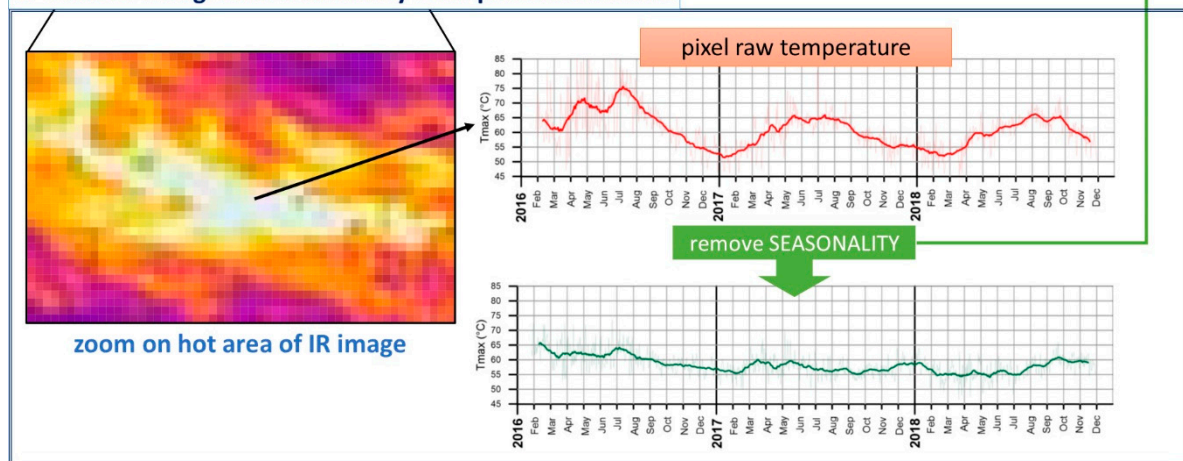 pixel raw temperature
85
80
75
70
65
60
55
50
45
Tmax (°C)
2016 Feb Mar Apr May Jun Jul Aug Sep Oct Nov Dec 2017 Feb Mar Apr May Jun Jul Aug Sep Oct Nov Dec 2018 Feb Mar Apr May Jun Jul Aug Sep Oct Nov Dec
remove SEASONALITY
85
80
75
70
65
60
55
50
45
Tmax (°C)
2016 Feb Mar Apr May Jun Jul Aug Sep Oct Nov Dec 2017 Feb Mar Apr May Jun Jul Aug Sep Oct Nov Dec 2018 Feb Mar Apr May Jun Jul Aug Sep Oct Nov Dec
zoom on hot area of IR image